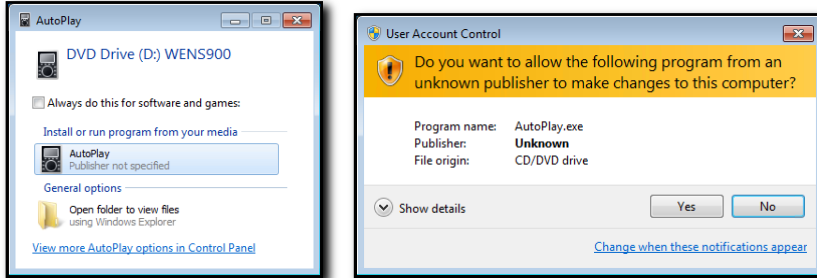 AutoPlay
DVD Drive (D:) WENS900
Always do this for software and games:
Install or run program from your media
AutoPlay
Publisher not specified
General options
Open folder to view files
using Windows Explorer
View more AutoPlay options in Control Panel
User Account Control
Do you want to allow the following program from an
unknown publisher to make changes to this computer?
Program name: AutoPlay.exe
Publisher: Unknown
File origin: CD/DVD drive
Show details Yes No
Change when these notifications appear